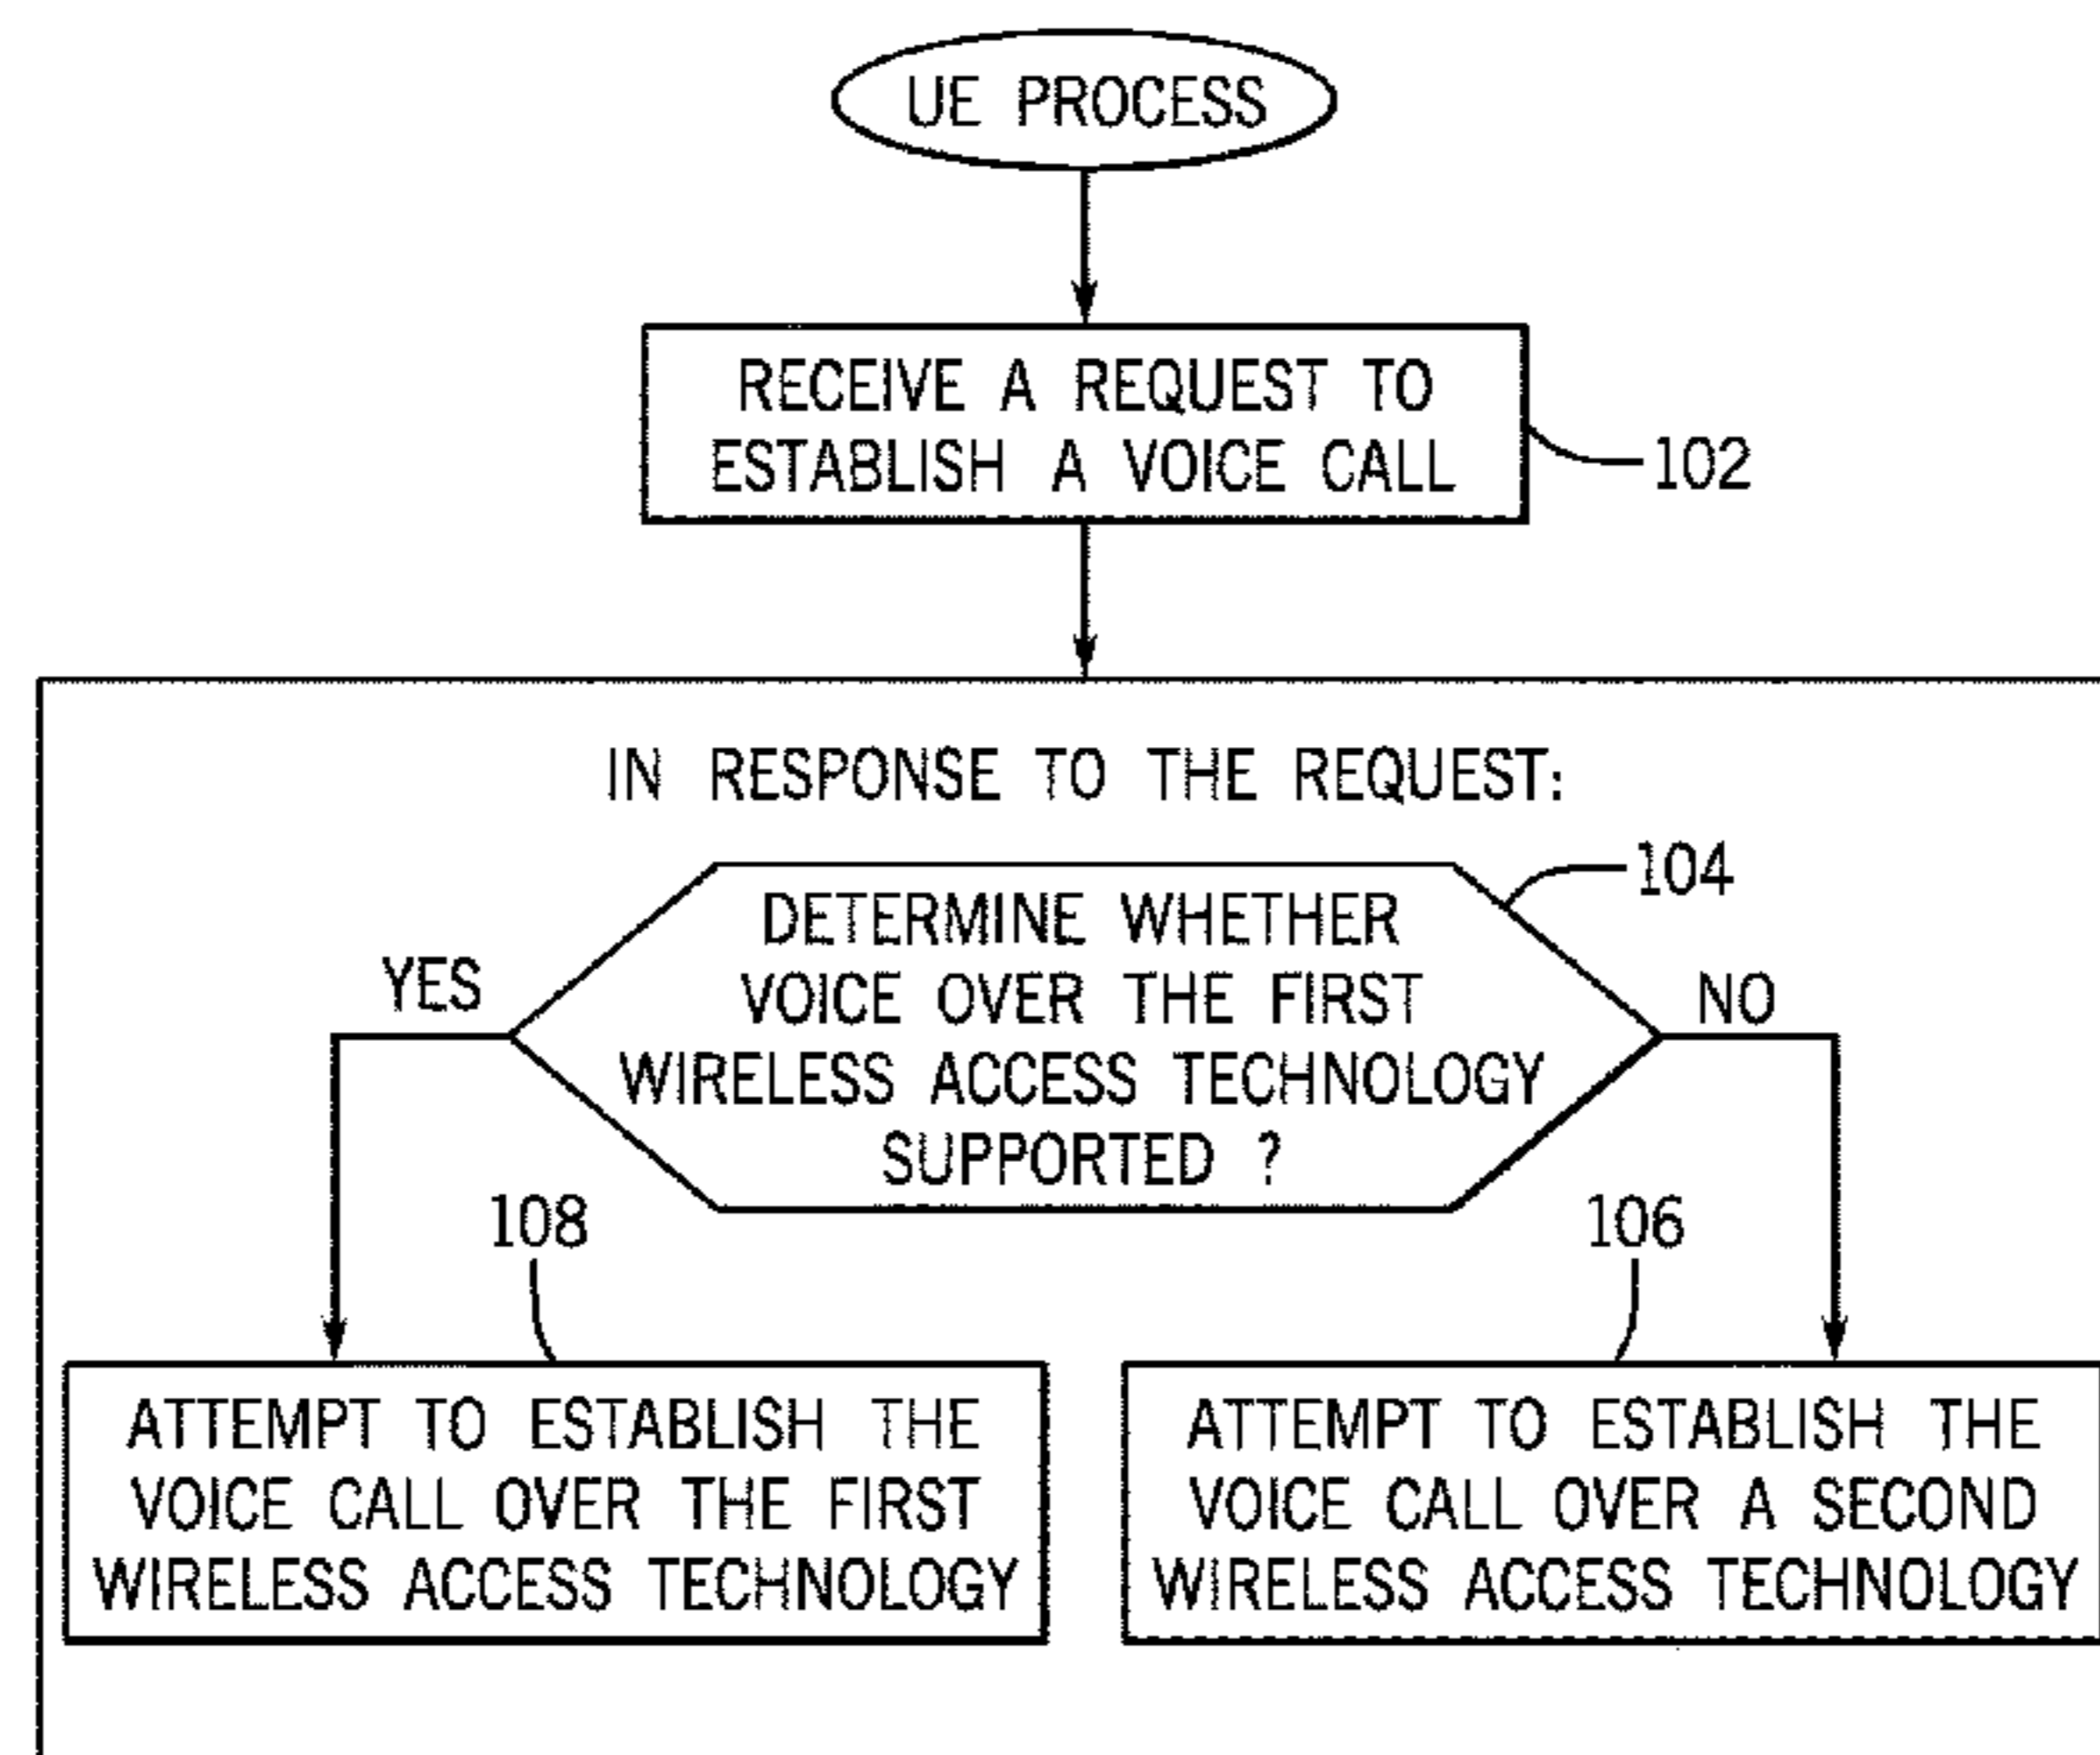 UE PROCESS
RECEIVE A REQUEST TO
ESTABLISH A VOICE CALL
102
IN RESPONSE TO THE REQUEST:
104
DETERMINE WHETHER
VOICE OVER THE FIRST
WIRELESS ACCESS TECHNOLOGY
SUPPORTED ?
YES
NO
108
106
ATTEMPT TO ESTABLISH THE
VOICE CALL OVER THE FIRST
WIRELESS ACCESS TECHNOLOGY
ATTEMPT TO ESTABLISH THE
VOICE CALL OVER A SECOND
WIRELESS ACCESS TECHNOLOGY